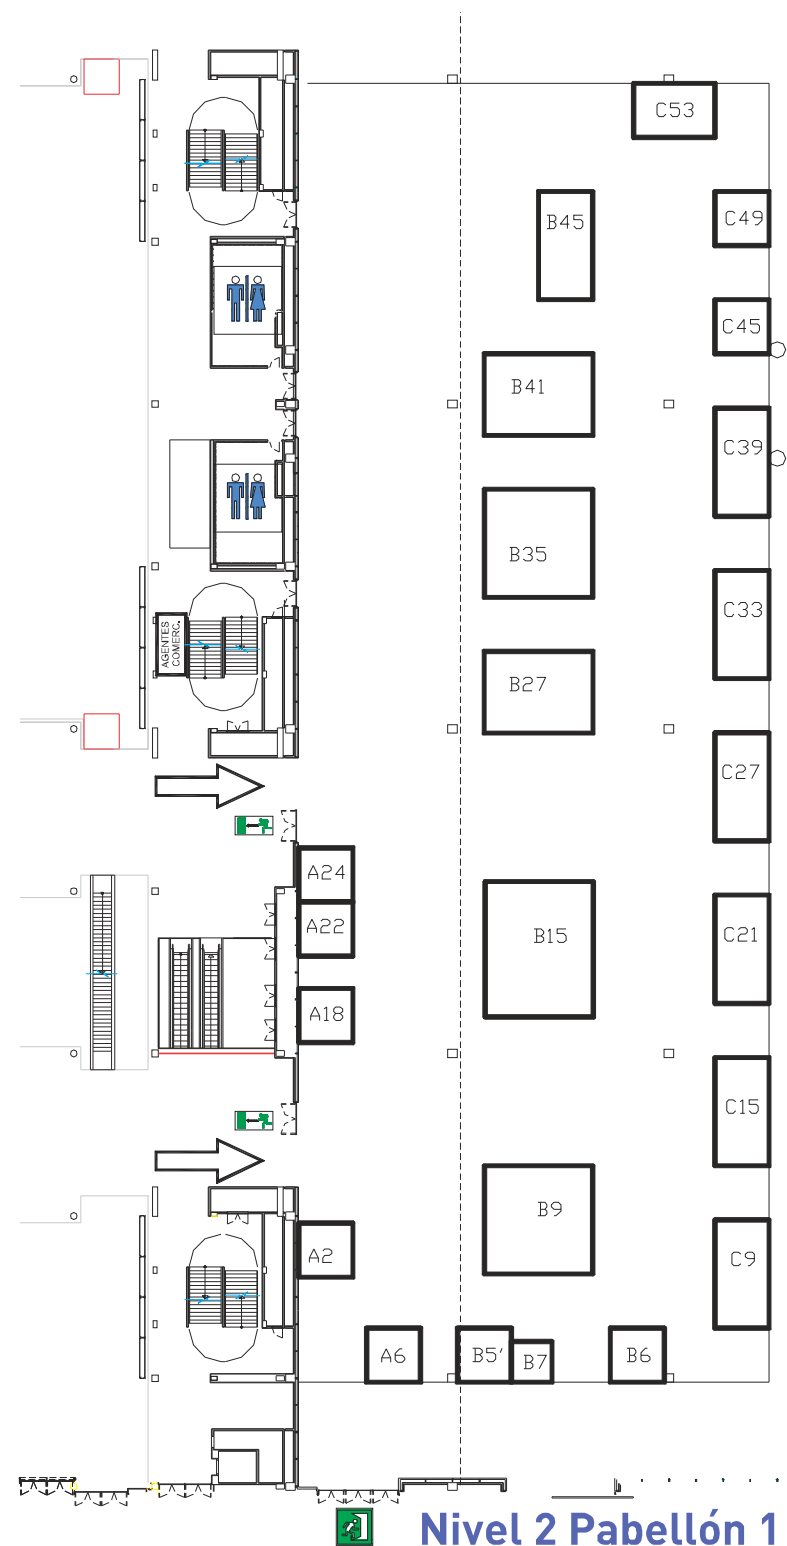 C53
C49
B45
C45
B41
C39
B35
C33
AGENTES
COMERC.
B27
C27
A24
A22
B15
C21
A18
C15
B9
A2
C9
A6
B5'
B7
B6
Nivel 2 Pabellón 1